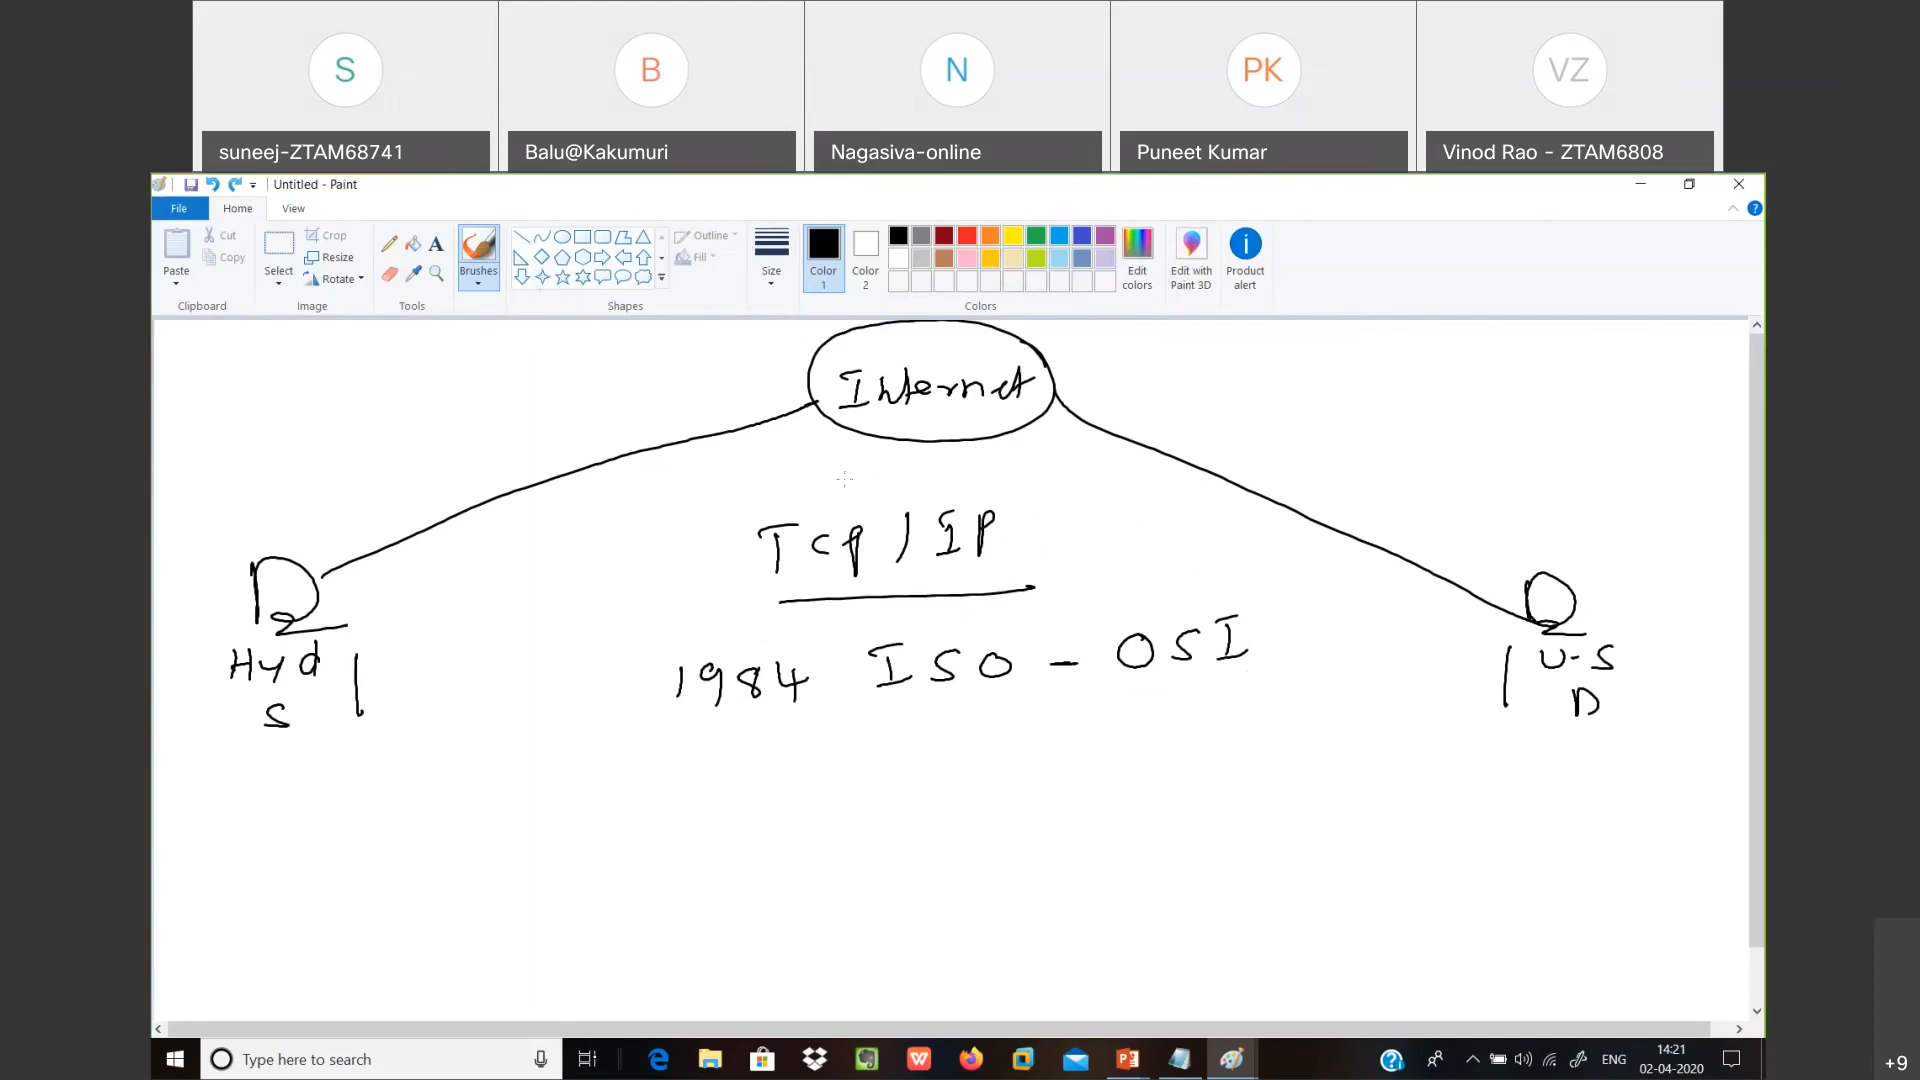 S B N PK VZ
suneej-ZTAM68741 Balu@Kakumuri Nagasiva-online Puneet Kumar Vinod Rao - ZTAM6808
Untitled - Paint
File Home View
Cut Crop Outline
Copy Resize Fill
Paste Select Rotate Brushes Size Color 1 Color 2 Edit colors Edit with Paint 3D Product alert
Clipboard Image Tools Shapes Colors
Internet
Tcp / IP
Hyd
S
1984 ISO - OSI
U-S
D
Type here to search
ENG
14:21
02-04-2020
+9